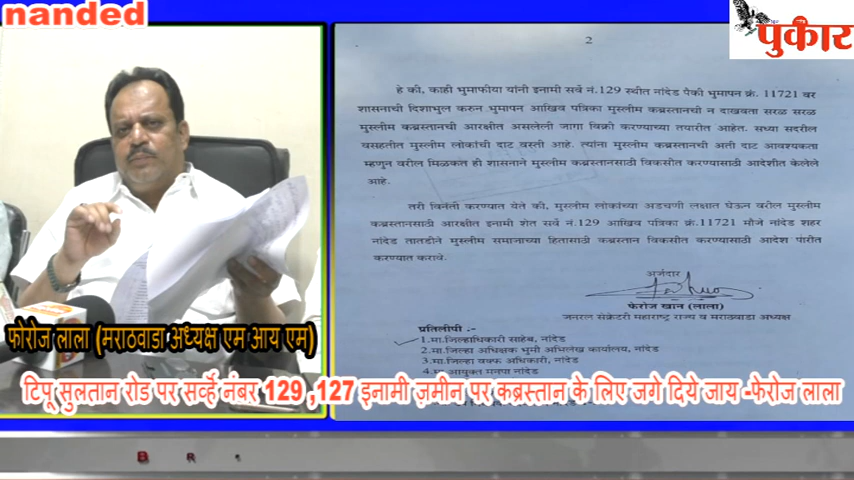 nanded
पुकार
2
हे की, काही भुमाफीया यांनी इनामी सर्वे नं.129 स्थीत नांदेड पैकी भुमापन क्रं. 11721 वर
शासनाची दिशाभुल करुन भुमापन आखिव पत्रिका मुस्लीम कब्रस्तानची न दाखवता सरळ सरळ
मुस्लीम कब्रस्तानची आरक्षीत असलेली जागा विक्री करण्याच्या तयारीत आहेत. सध्या सदरील
वसहतीत मुस्लीम लोकांची दाट वस्ती आहे. त्यांना मुस्लीम कब्रस्तानची अती दाट आवश्यकता
म्हणून वरील मिळकत ही शासनाने मुस्लीम कब्रस्तानसाठी विकसीत करण्यासाठी आदेशीत केलेले
आहे.
तरी विनंती करण्यात येते की, मुस्लीम लोकांच्या अडचणी लक्षात घेऊन वरील मुस्लीम
कब्रस्तानसाठी आरक्षीत इनामी शेत सर्वे नं.129 आखिव पत्रिका क्रं.11721 मौजे नांदेड शहर
नांदेड तातडीने मुस्लीम समाजाच्या हितासाठी कब्रस्तान विकसीत करण्यासाठी आदेश पारीत
करण्यात यावे.
अर्जदार
फेरोज खान (लाला)
जनरल सेक्रेटरी महाराष्ट्र राज्य व मराठवाडा अध्यक्ष
प्रतिलीपी :-
1.मा.जिल्हाधिकारी साहेब, नांदेड
2.मा.जिल्हा अधिक्षक भुमी अभिलेख कार्यालय, नांदेड
3.मा.जिल्हा वक्फ अधिकारी, नांदेड
4.मा.आयुक्त मनपा नांदेड
फोरोज लाला (मराठवाडा अध्यक्ष एम आय एम)
टिपू सुलतान रोड पर सर्व्हे नंबर 129 ,127 इनामी ज़मीन पर कब्रस्तान के लिए जगे दिये जाय -फेरोज लाला
B R